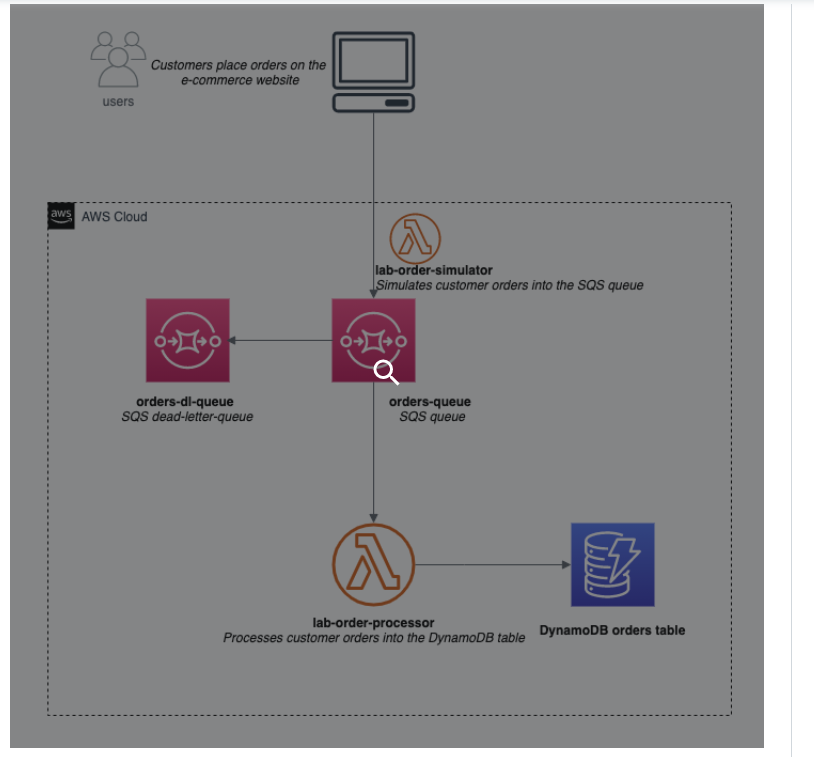 Customers place orders on the
e-commerce website
users
aws
AWS Cloud
lab-order-simulator
Simulates customer orders into the SQS queue
orders-dl-queue
SQS dead-letter-queue
orders-queue
SQS queue
lab-order-processor
Processes customer orders into the DynamoDB table
DynamoDB orders table